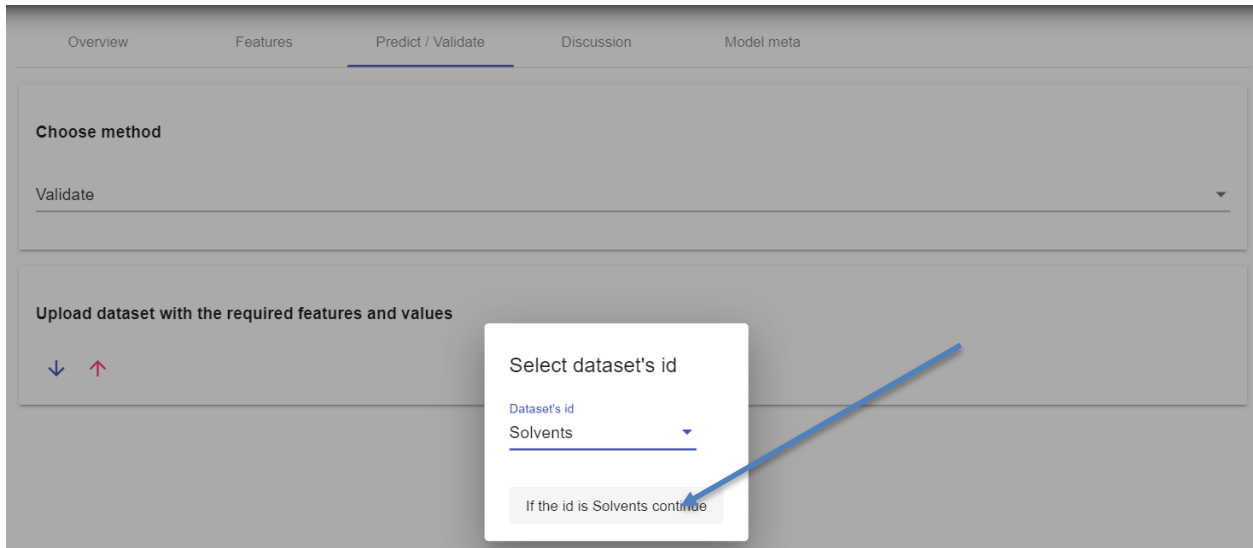 Overview Features Predict / Validate Discussion Model meta
Choose method
Validate
Upload dataset with the required features and values
Select dataset's id
Dataset's id
Solvents
If the id is Solvents continue